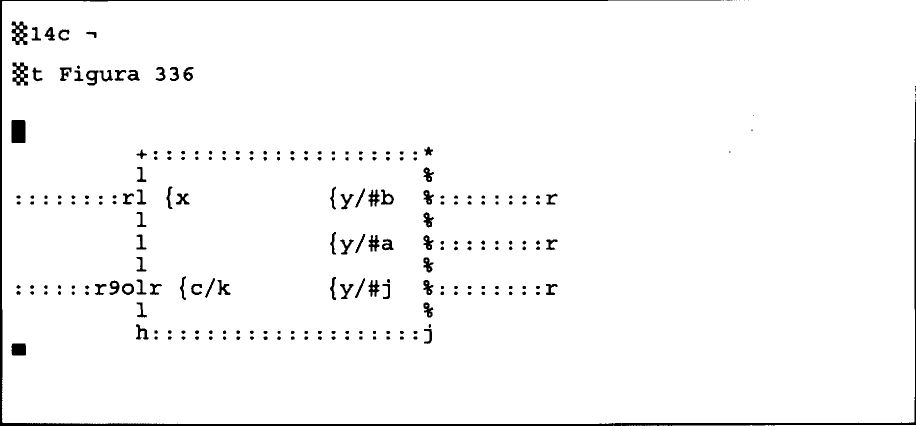 ▒14c ¬
▒t Figura 336
+::::::::::::::::::::*
l %
::::::::rl {x {y/#b %::::::::r
l %
l {y/#a %::::::::r
l %
::::::r9olr {c/k {y/#j %::::::::r
l %
h::::::::::::::::::::j